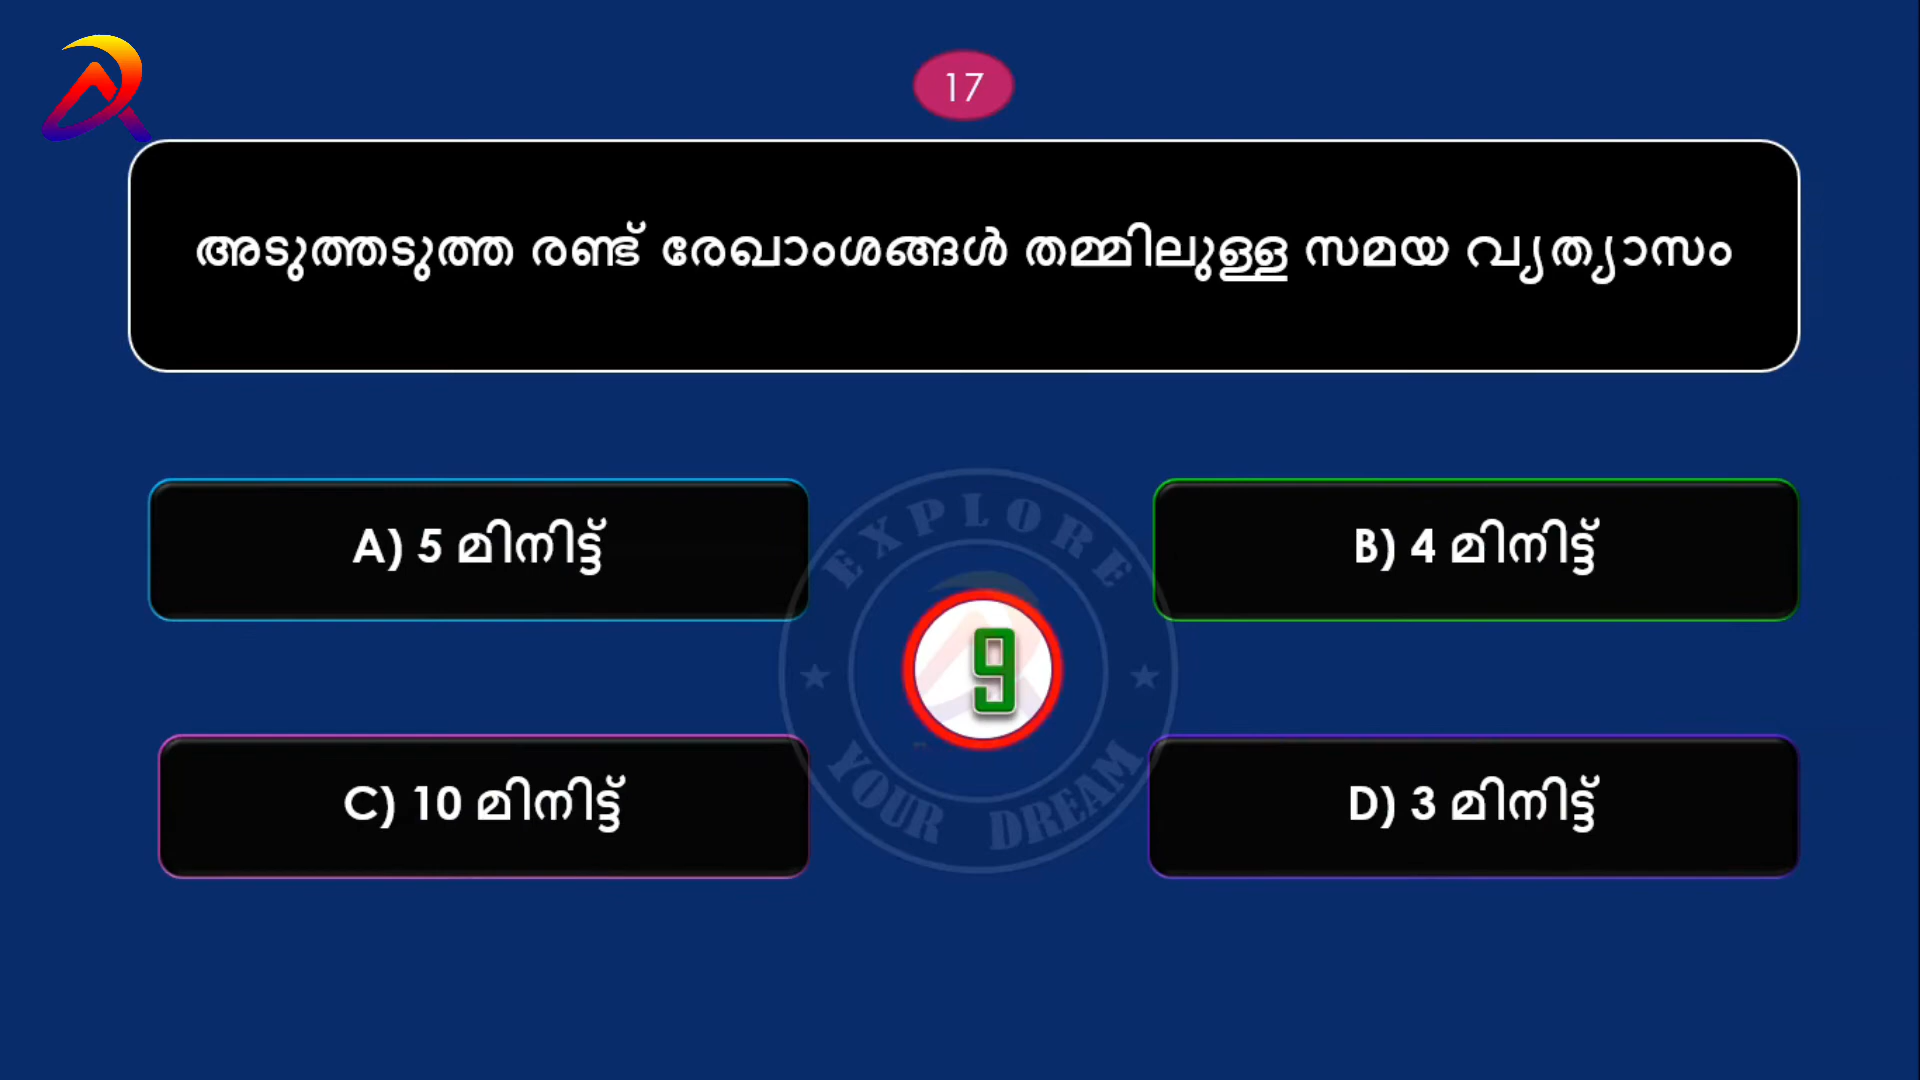 17
അടുത്തടുത്ത രണ്ട് രേഖാംശങ്ങൾ തമ്മിലുള്ള സമയ വ്യത്യാസം
A) 5 മിനിട്ട്
B) 4 മിനിട്ട്
EXPLORE
9
YOUR DREAM
C) 10 മിനിട്ട്
D) 3 മിനിട്ട്